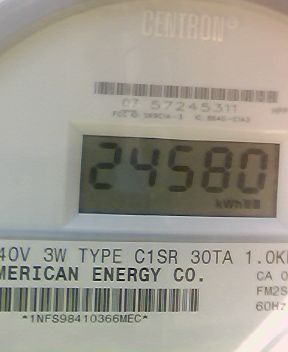 CENTRON®
07 57245311
24580
kWh
40V 3W TYPE C1SR 30TA 1.0K
MERICAN ENERGY CO.
CA 0
FM2S
60Hz
*1NFS98410366MEC*